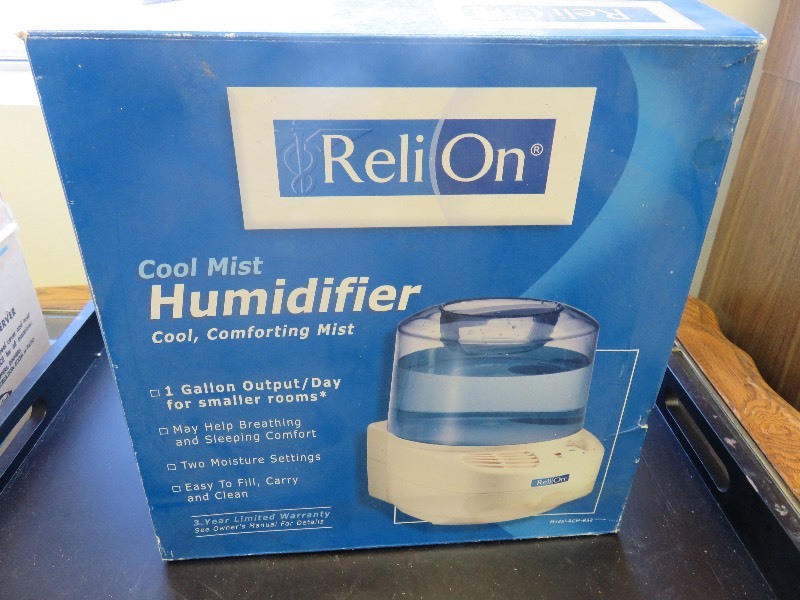 ReliOn
ReliOn®
Cool Mist
Humidifier
Cool, Comforting Mist
1 Gallon Output/Day
for smaller rooms*
May Help Breathing
and Sleeping Comfort
Two Moisture Settings
Easy To Fill, Carry
and Clean
3 Year Limited Warranty
See Owner's Manual For Details
ReliOn